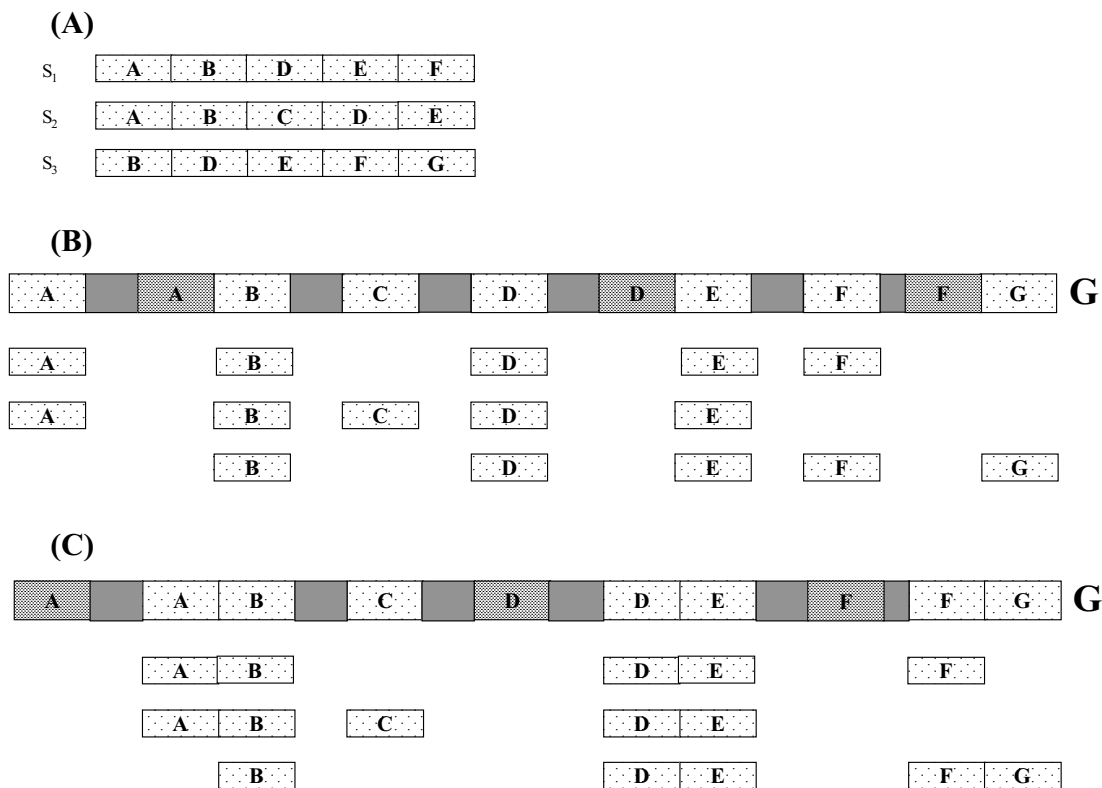 (A)
S1 A B D E F
S2 A B C D E
S3 B D E F G
(B)
A A B C D D E F F G G
A B D E F
A B C D E
B D E F G
(C)
A A B C D D E F F G G
A B D E F
A B C D E
B D E F G